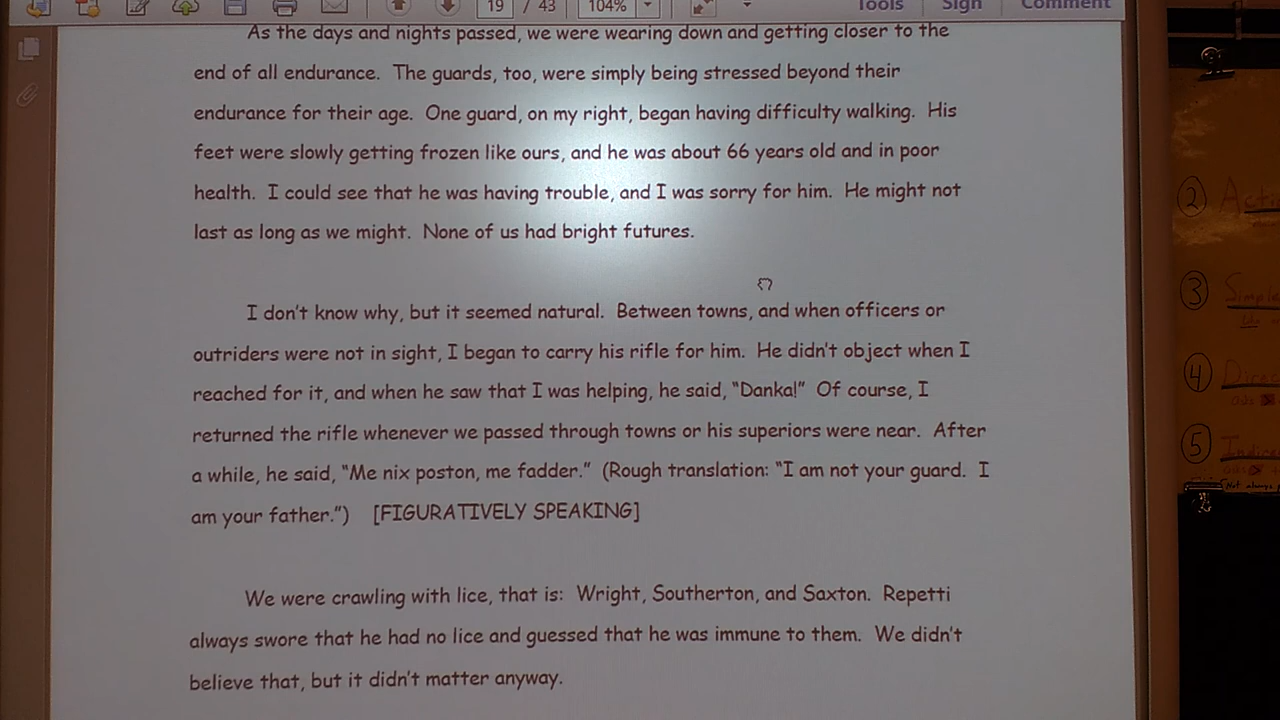 19 / 43 104% Tools Sign Comment
As the days and nights passed, we were wearing down and getting closer to the
end of all endurance. The guards, too, were simply being stressed beyond their
endurance for their age. One guard, on my right, began having difficulty walking. His
feet were slowly getting frozen like ours, and he was about 66 years old and in poor
health. I could see that he was having trouble, and I was sorry for him. He might not
last as long as we might. None of us had bright futures.
I don't know why, but it seemed natural. Between towns, and when officers or
outriders were not in sight, I began to carry his rifle for him. He didn't object when I
reached for it, and when he saw that I was helping, he said, “Danka!” Of course, I
returned the rifle whenever we passed through towns or his superiors were near. After
a while, he said, “Me nix poston, me fadder.” (Rough translation: “I am not your guard. I
am your father.”) [FIGURATIVELY SPEAKING]
We were crawling with lice, that is: Wright, Southerton, and Saxton. Repetti
always swore that he had no lice and guessed that he was immune to them. We didn't
believe that, but it didn't matter anyway.
2
3
4
5